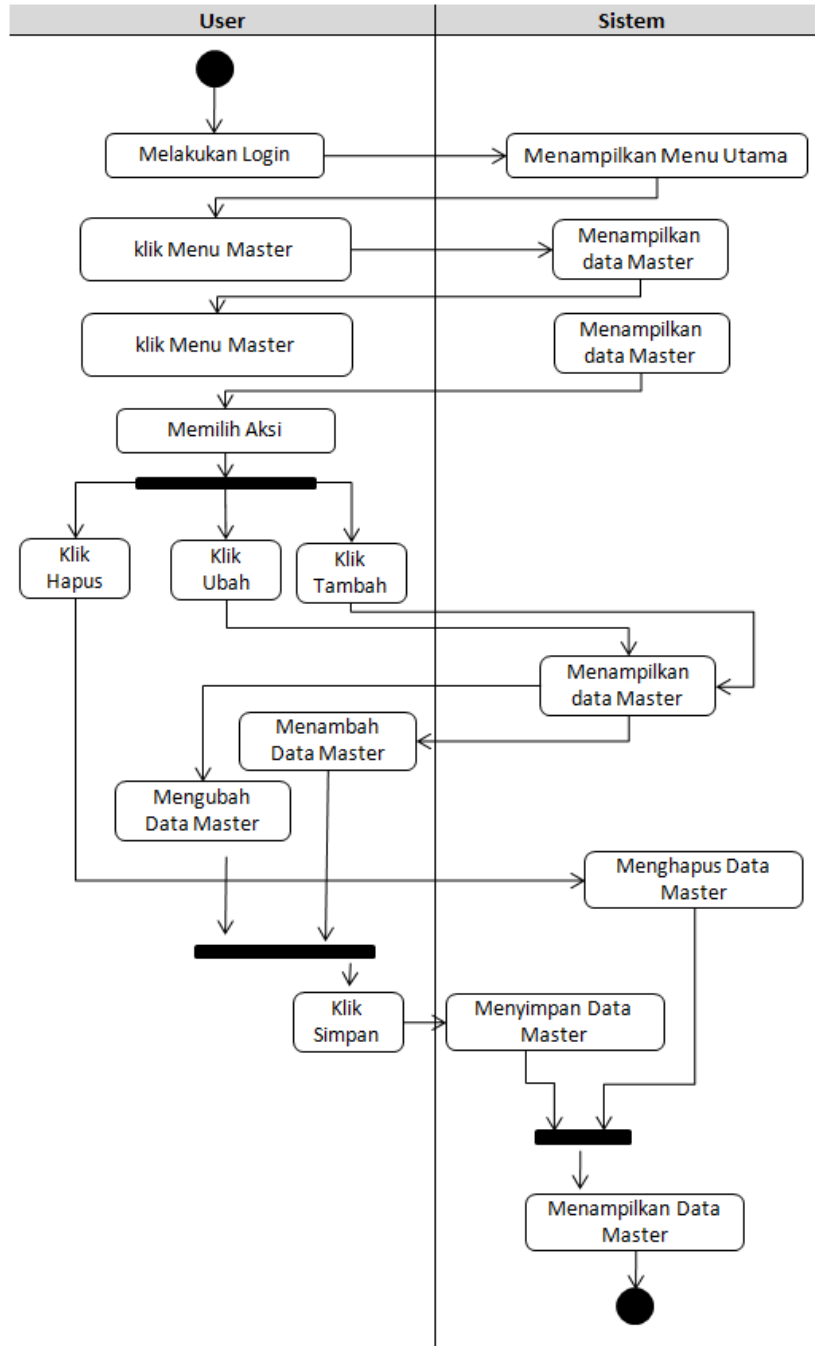 User
Sistem
Melakukan Login
Menampilkan Menu Utama
klik Menu Master
Menampilkan
data Master
klik Menu Master
Menampilkan
data Master
Memilih Aksi
Klik
Hapus
Klik
Ubah
Klik
Tambah
Menampilkan
data Master
Menambah
Data Master
Mengubah
Data Master
Menghapus Data
Master
Klik
Simpan
Menyimpan Data
Master
Menampilkan Data
Master